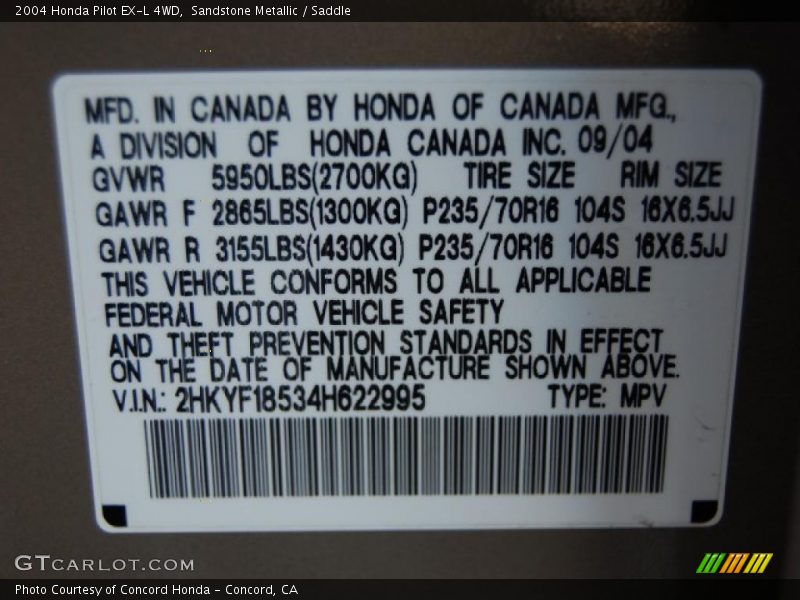 2004 Honda Pilot EX-L 4WD, Sandstone Metallic / Saddle
MFD. IN CANADA BY HONDA OF CANADA MFG.,
A DIVISION OF HONDA CANADA INC. 09/04
GVWR 5950LBS(2700KG) TIRE SIZE RIM SIZE
GAWR F 2865LBS(1300KG) P235/70R16 104S 16X6.5JJ
GAWR R 3155LBS(1430KG) P235/70R16 104S 16X6.5JJ
THIS VEHICLE CONFORMS TO ALL APPLICABLE
FEDERAL MOTOR VEHICLE SAFETY
AND THEFT PREVENTION STANDARDS IN EFFECT
ON THE DATE OF MANUFACTURE SHOWN ABOVE.
V.I.N.: 2HKYF18534H622995 TYPE: MPV
GTCARLOT.COM
Photo Courtesy of Concord Honda - Concord, CA